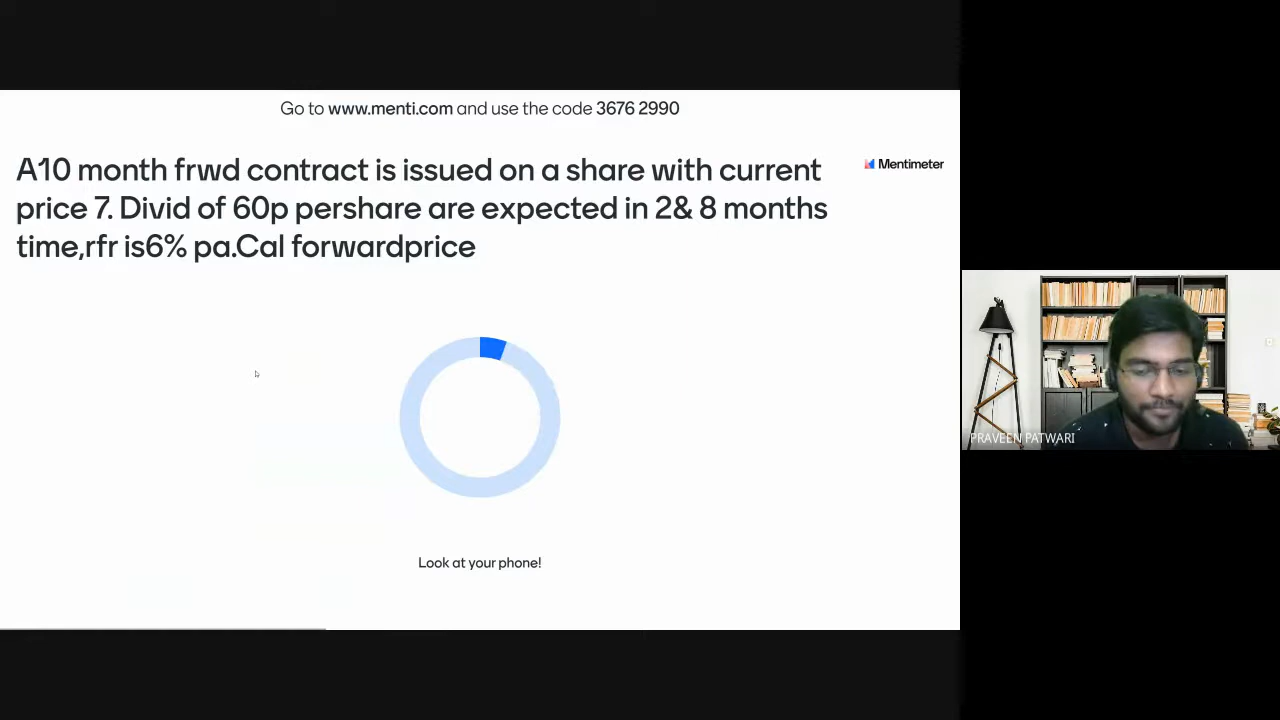 Go to www.menti.com and use the code 3676 2990
A10 month frwd contract is issued on a share with current
price 7. Divid of 60p pershare are expected in 2& 8 months
time,rfr is6% pa.Cal forwardprice
Mentimeter
Look at your phone!
PRAVEEN PATWARI